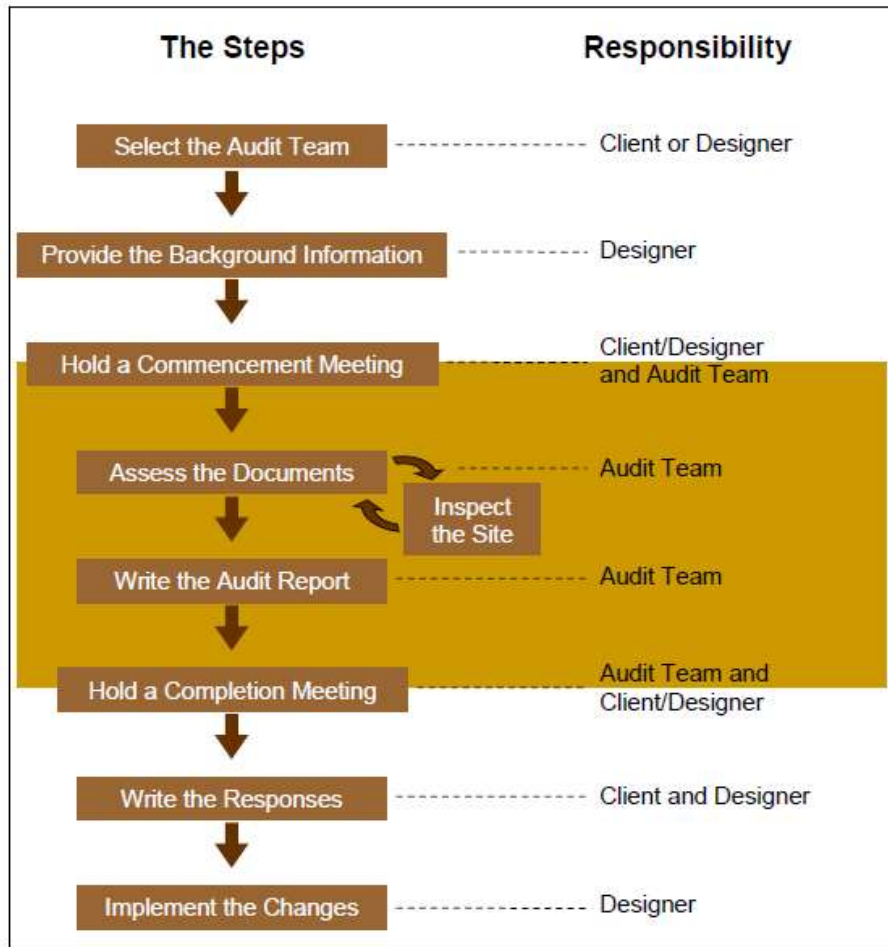 The Steps
Responsibility
Select the Audit Team
Client or Designer
Provide the Background Information
Designer
Hold a Commencement Meeting
Client/Designer
and Audit Team
Assess the Documents
Audit Team
Inspect
the Site
Write the Audit Report
Audit Team
Hold a Completion Meeting
Audit Team and
Client/Designer
Write the Responses
Client and Designer
Implement the Changes
Designer